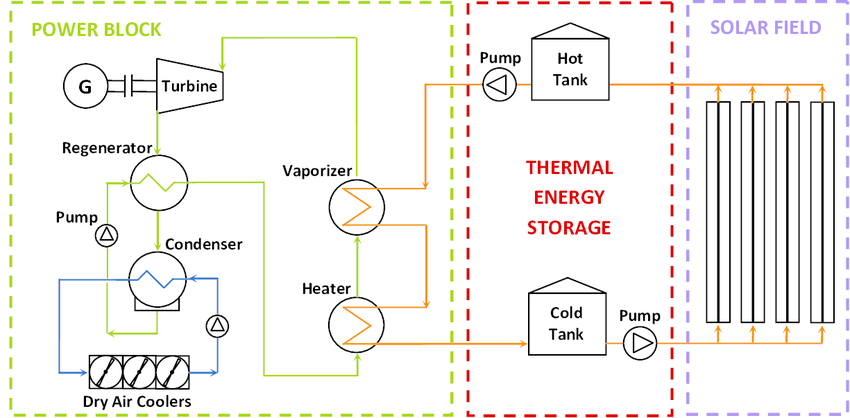 POWER BLOCK
SOLAR FIELD
G
Turbine
Pump
Hot
Tank
Regenerator
Vaporizer
THERMAL
ENERGY
STORAGE
Pump
Condenser
Heater
Cold
Tank
Pump
Dry Air Coolers